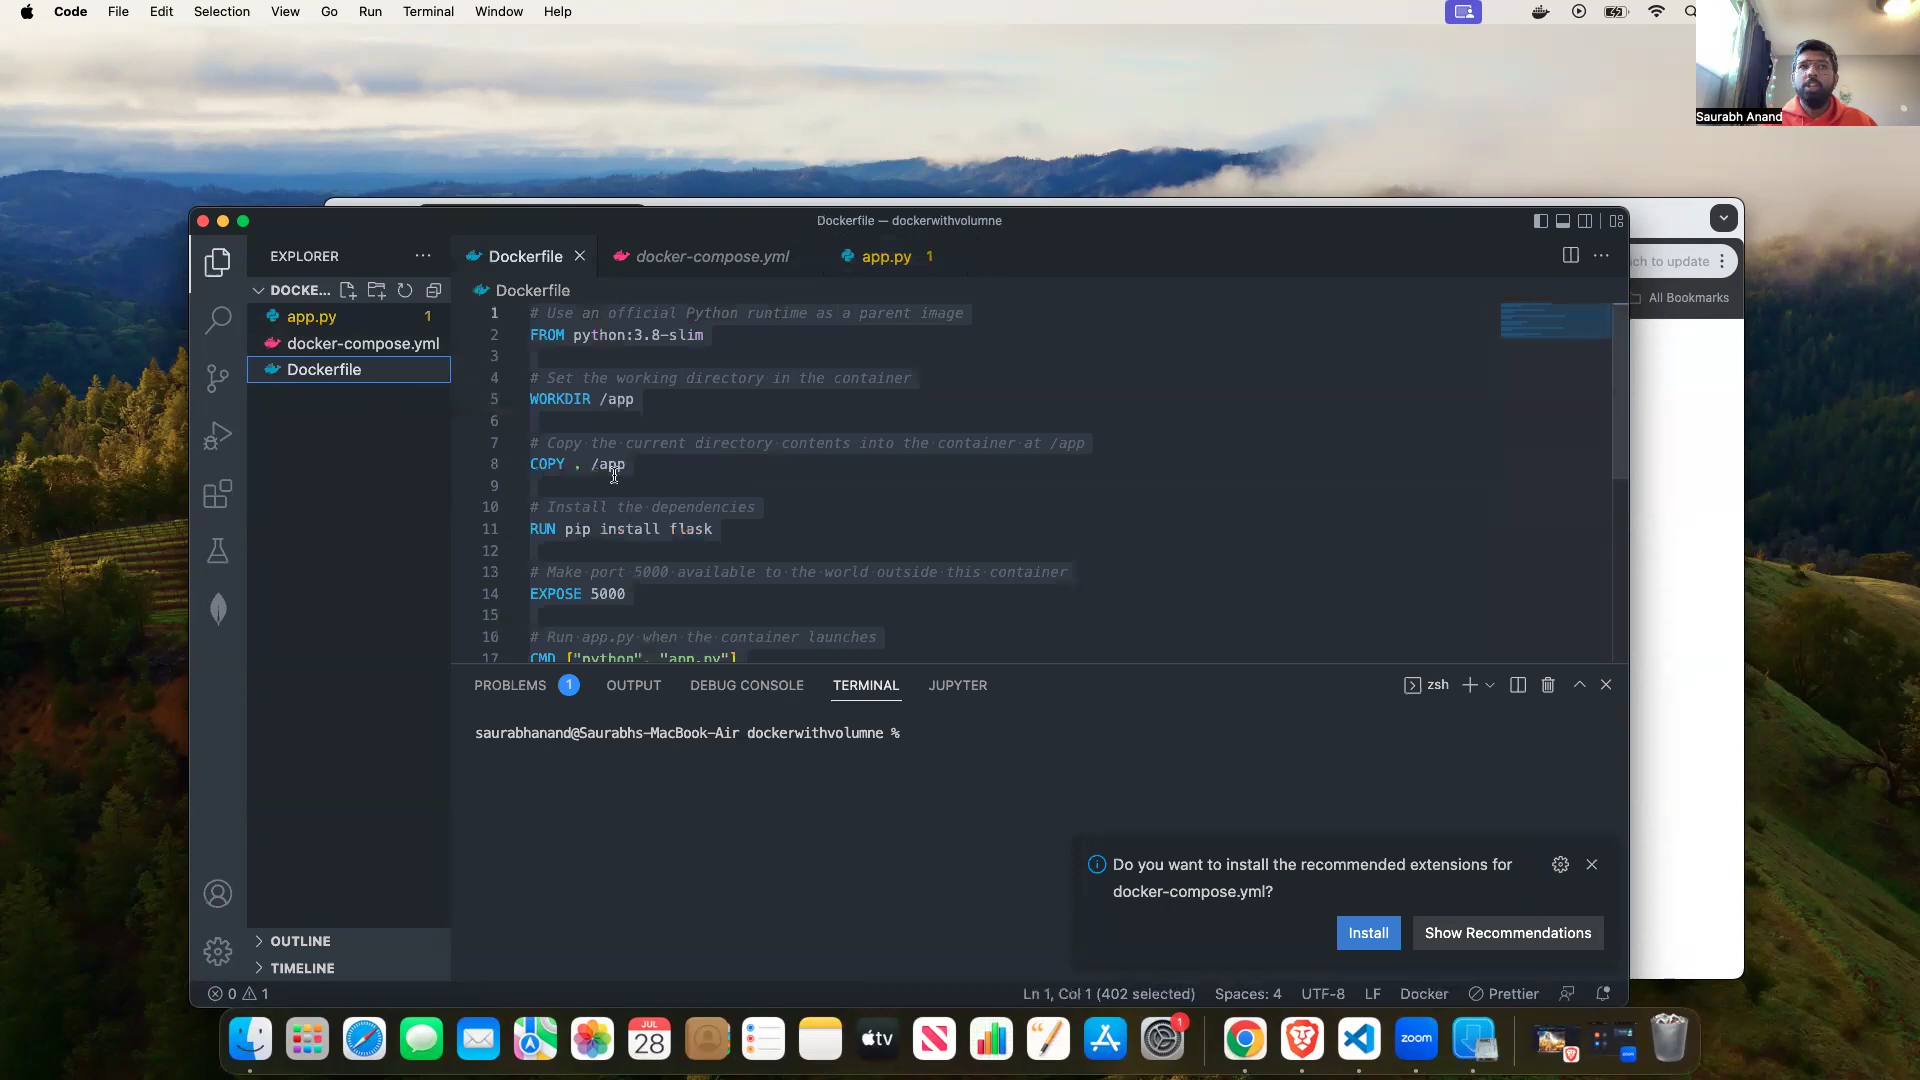 Code File Edit Selection View Go Run Terminal Window Help
Saurabh Anand
Dockerfile — dockerwithvolumne
ch to update
All Bookmarks
EXPLORER
Dockerfile docker-compose.yml app.py 1
DOCKE...
Dockerfile
app.py 1
docker-compose.yml
Dockerfile
1 # Use an official Python runtime as a parent image
2 FROM python:3.8-slim
3
4 # Set the working directory in the container
5 WORKDIR /app
6
7 # Copy the current directory contents into the container at /app
8 COPY . /app
9
10 # Install the dependencies
11 RUN pip install flask
12
13 # Make port 5000 available to the world outside this container
14 EXPOSE 5000
15
16 # Run app.py when the container launches
17 CMD ["python", "app.py"]
PROBLEMS 1 OUTPUT DEBUG CONSOLE TERMINAL JUPYTER zsh
saurabhanand@Saurabhs-MacBook-Air dockerwithvolumne %
Do you want to install the recommended extensions for
docker-compose.yml?
Install Show Recommendations
OUTLINE
TIMELINE
0 1 Ln 1, Col 1 (402 selected) Spaces: 4 UTF-8 LF Docker Prettier
JUL
28
tv
1
zoom